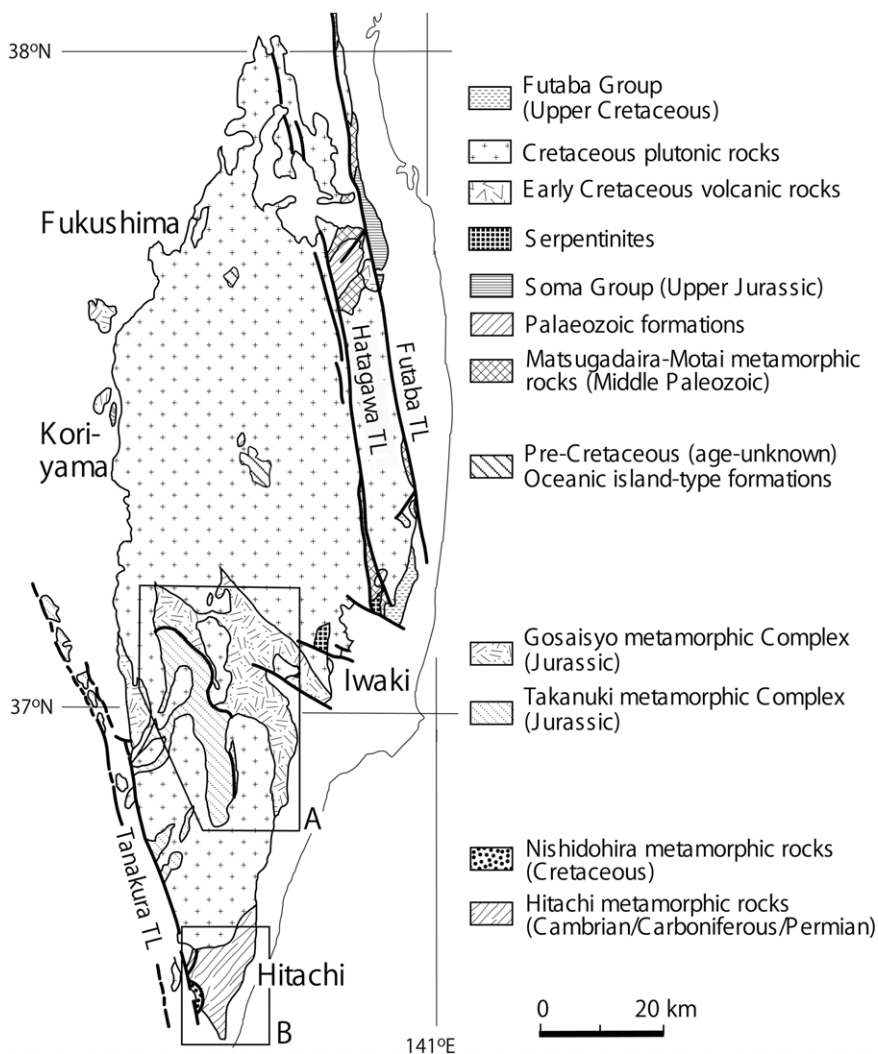 38ºN
Fukushima
Kori-
yama
Hatagawa TL
Futaba TL
Iwaki
37ºN
A
Tanakura TL
Hitachi
B
141ºE
Futaba Group
(Upper Cretaceous)
Cretaceous plutonic rocks
Early Cretaceous volcanic rocks
Serpentinites
Soma Group (Upper Jurassic)
Palaeozoic formations
Matsugadaira-Motai metamorphic
rocks (Middle Paleozoic)
Pre-Cretaceous (age-unknown)
Oceanic island-type formations
Gosaisyo metamorphic Complex
(Jurassic)
Takanuki metamorphic Complex
(Jurassic)
Nishidohira metamorphic rocks
(Cretaceous)
Hitachi metamorphic rocks
(Cambrian/Carboniferous/Permian)
0 20 km